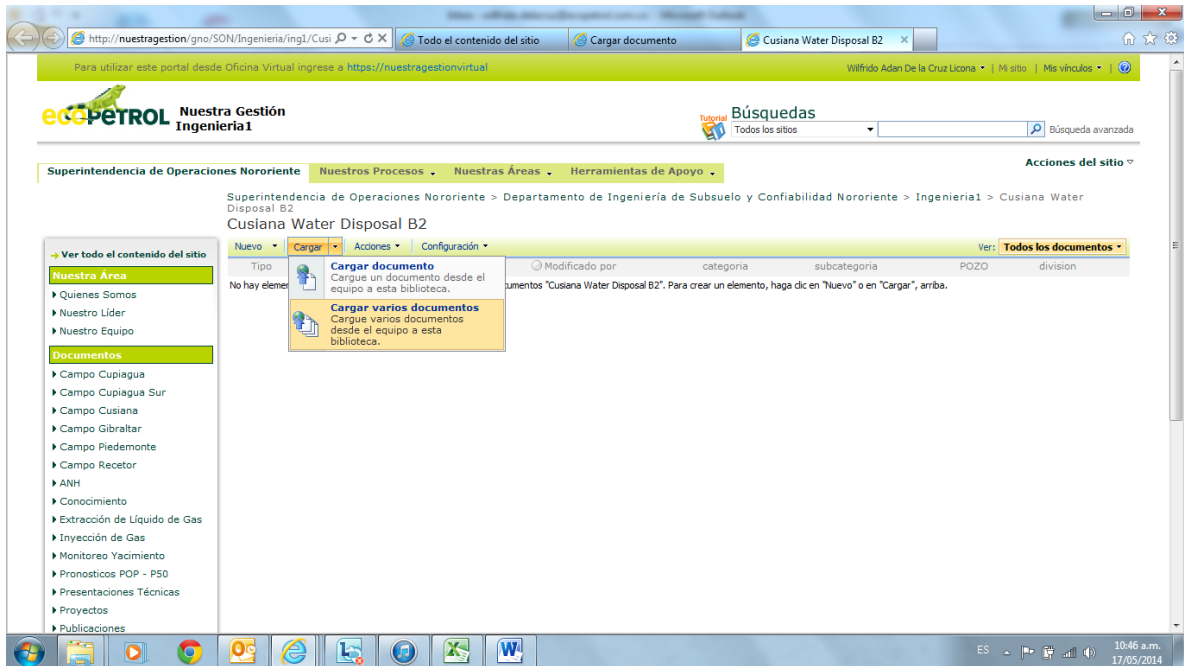 http://nuestragestion/gno/SON/Ingenieria/ing1/Cusi
Todo el contenido del sitio
Cargar documento
Cusiana Water Disposal B2
Para utilizar este portal desde Oficina Virtual ingrese a https://nuestragestionvirtual
Wilfrido Adan De la Cruz Licona | Mi sitio | Mis vínculos |
ecoPETROL
Nuestra Gestión
Ingenieria1
Tutorial
Búsquedas
Todos los sitios
Búsqueda avanzada
Acciones del sitio
Superintendencia de Operaciones Nororiente
Nuestros Procesos
Nuestras Áreas
Herramientas de Apoyo
Superintendencia de Operaciones Nororiente > Departamento de Ingeniería de Subsuelo y Confiabilidad Nororiente > Ingenieria1 > Cusiana Water
Disposal B2
Cusiana Water Disposal B2
Nuevo
Cargar
Acciones
Configuración
Ver: Todos los documentos
Tipo
Modificado por
categoria
subcategoria
POZO
division
No hay elemen
cumentos "Cusiana Water Disposal B2". Para crear un elemento, haga clic en "Nuevo" o en "Cargar", arriba.
Cargar documento
Cargue un documento desde el
equipo a esta biblioteca.
Cargar varios documentos
Cargue varios documentos
desde el equipo a esta
biblioteca.
Ver todo el contenido del sitio
Nuestra Área
Quienes Somos
Nuestro Líder
Nuestro Equipo
Documentos
Campo Cupiagua
Campo Cupiagua Sur
Campo Cusiana
Campo Gibraltar
Campo Piedemonte
Campo Recetor
ANH
Conocimiento
Extracción de Líquido de Gas
Inyección de Gas
Monitoreo Yacimiento
Pronosticos POP - P50
Presentaciones Técnicas
Proyectos
Publicaciones
ES
10:46 a.m.
17/05/2014